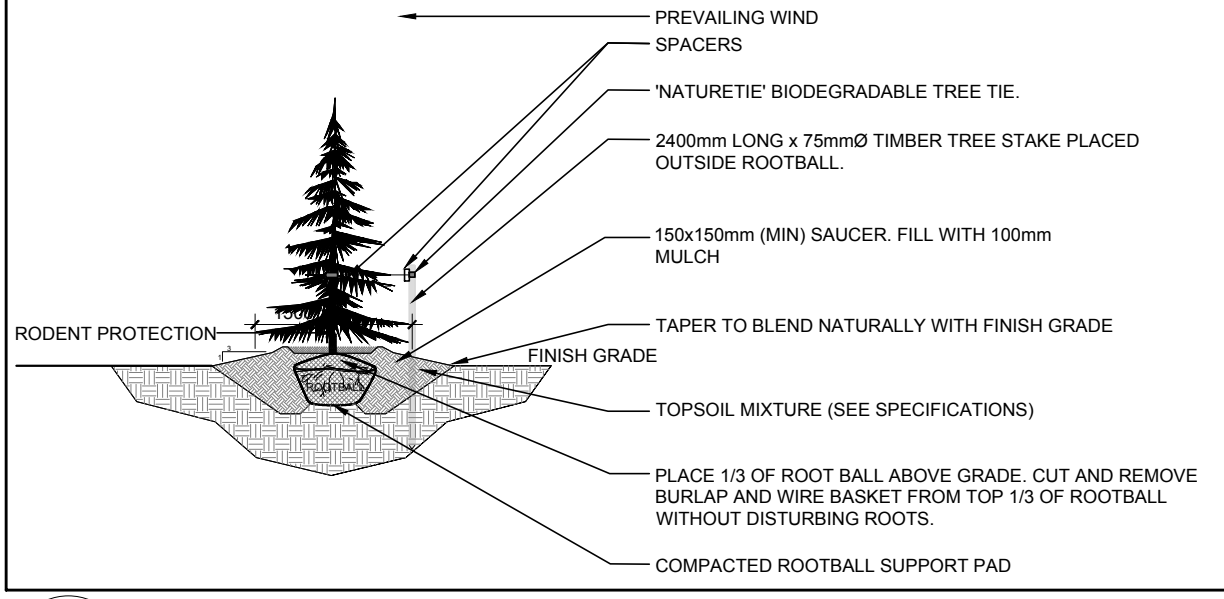 PREVAILING WIND
SPACERS
'NATURETIE' BIODEGRADABLE TREE TIE.
2400mm LONG x 75mmØ TIMBER TREE STAKE PLACED
OUTSIDE ROOTBALL.
150x150mm (MIN) SAUCER. FILL WITH 100mm
MULCH
1500
RODENT PROTECTION
TAPER TO BLEND NATURALLY WITH FINISH GRADE
3
1
FINISH GRADE
ROOTBALL
TOPSOIL MIXTURE (SEE SPECIFICATIONS)
PLACE 1/3 OF ROOT BALL ABOVE GRADE. CUT AND REMOVE
BURLAP AND WIRE BASKET FROM TOP 1/3 OF ROOTBALL
WITHOUT DISTURBING ROOTS.
COMPACTED ROOTBALL SUPPORT PAD